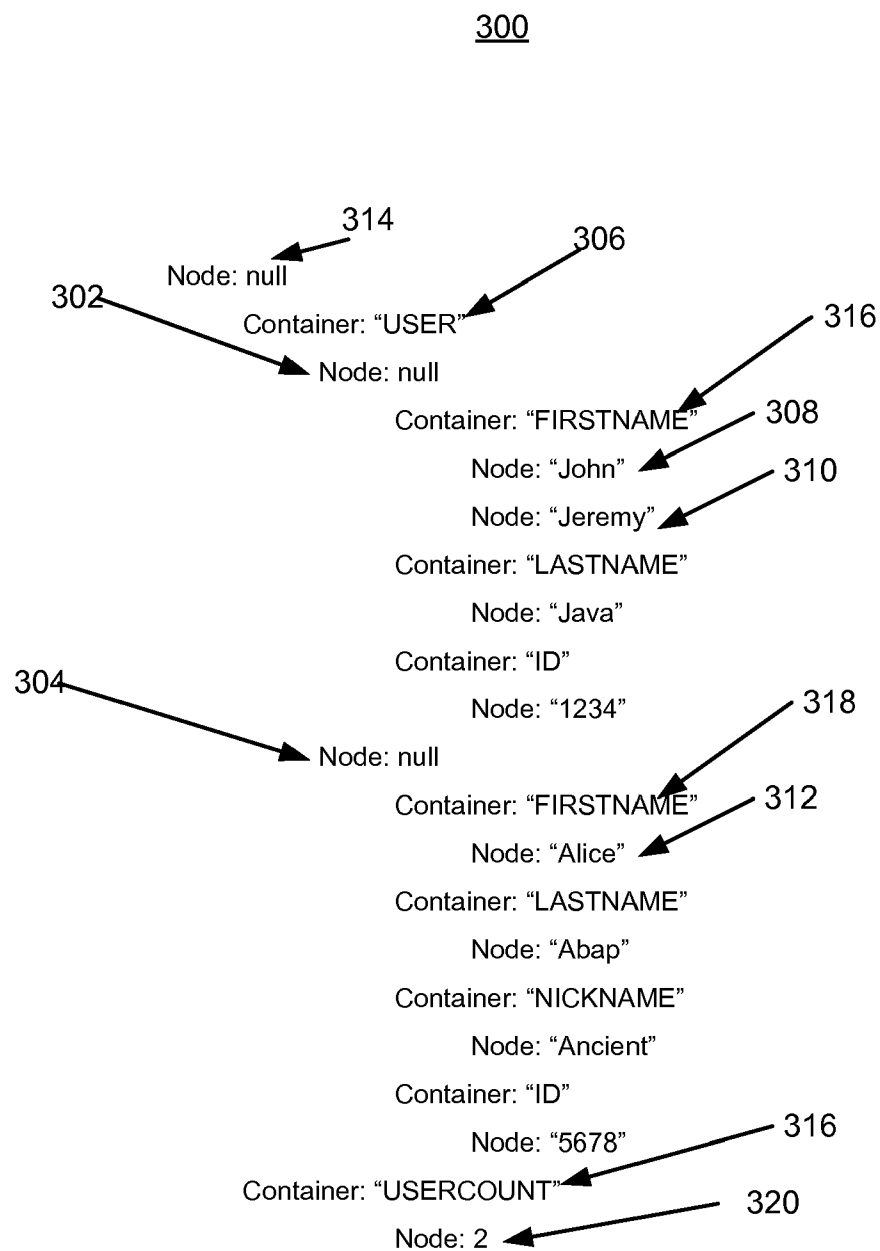 300
314
Node: null
306
302
Container: “USER”
316
Node: null
Container: “FIRSTNAME”
308
Node: “John”
310
Node: “Jeremy”
Container: “LASTNAME”
Node: “Java”
Container: “ID”
304
Node: “1234”
318
Node: null
Container: “FIRSTNAME”
312
Node: “Alice”
Container: “LASTNAME”
Node: “Abap”
Container: “NICKNAME”
Node: “Ancient”
Container: “ID”
Node: “5678”
316
Container: “USERCOUNT”
320
Node: 2